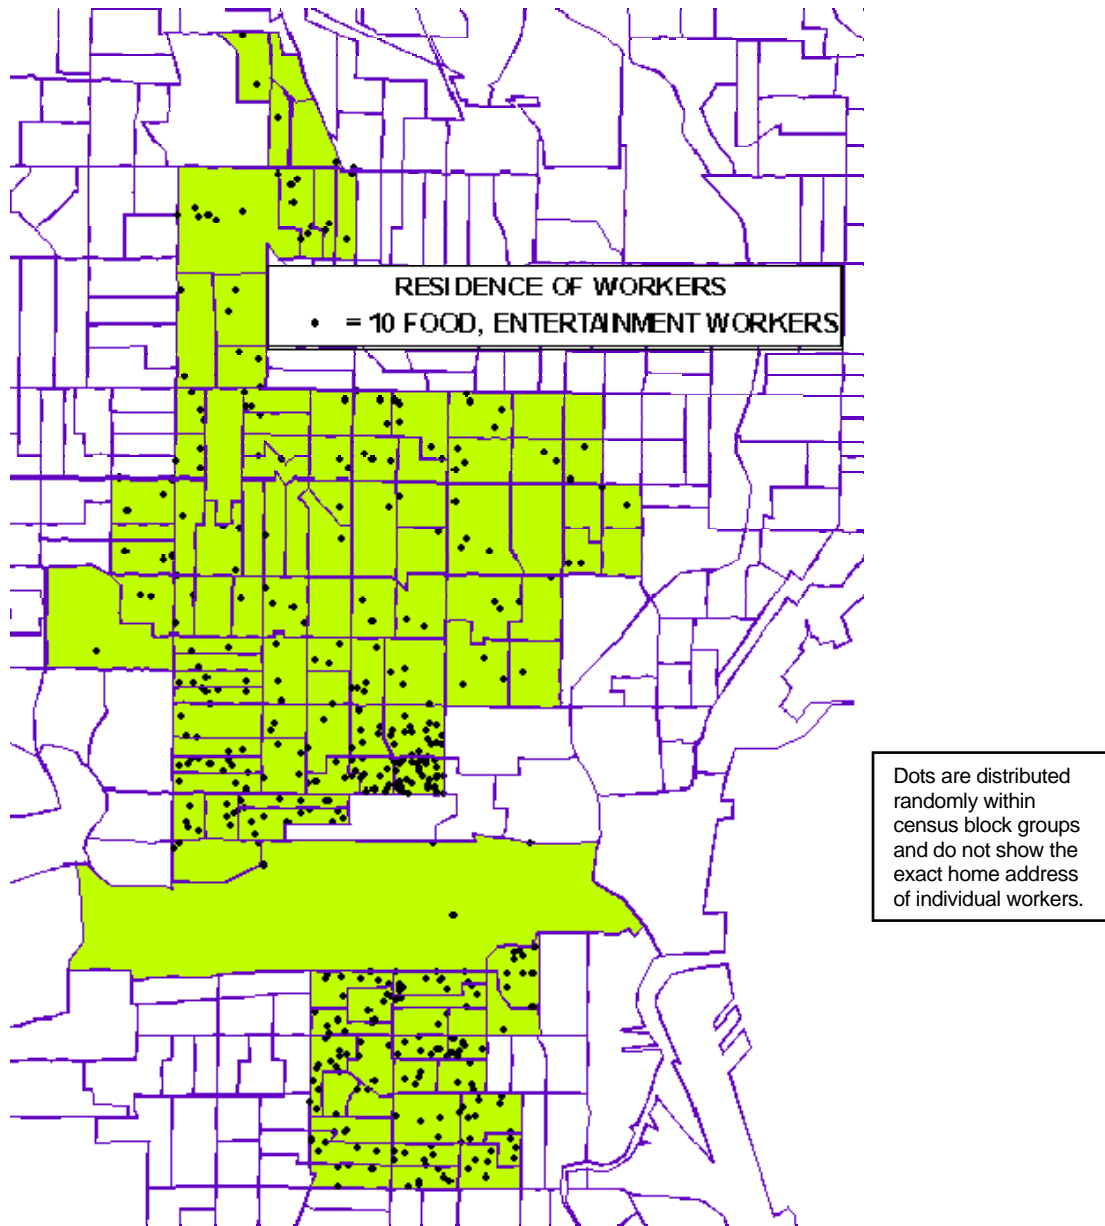 RESIDENCE OF WORKERS
• = 10 FOOD, ENTERTAINMENT WORKERS
Dots are distributed
randomly within
census block groups
and do not show the
exact home address
of individual workers.